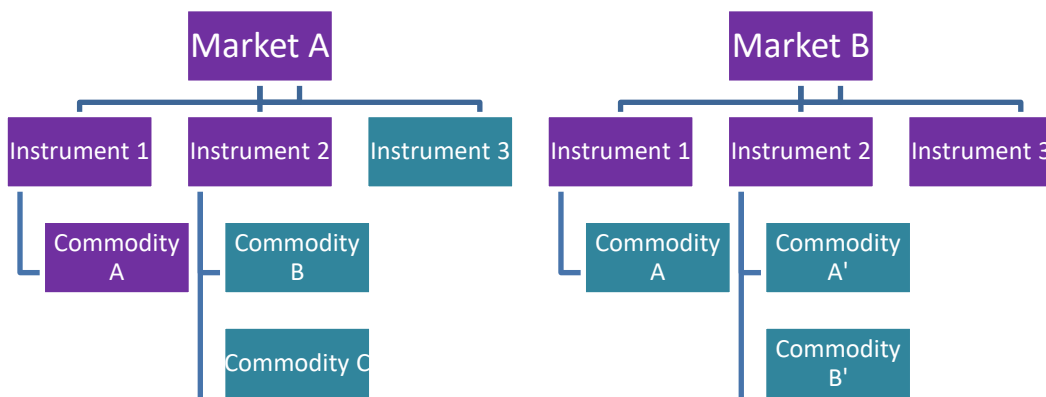 Market A
Market B
Instrument 1
Instrument 2
Instrument 3
Instrument 1
Instrument 2
Instrument 3
Commodity
A
Commodity
B
Commodity
A
Commodity
A'
Commodity C
Commodity
B'